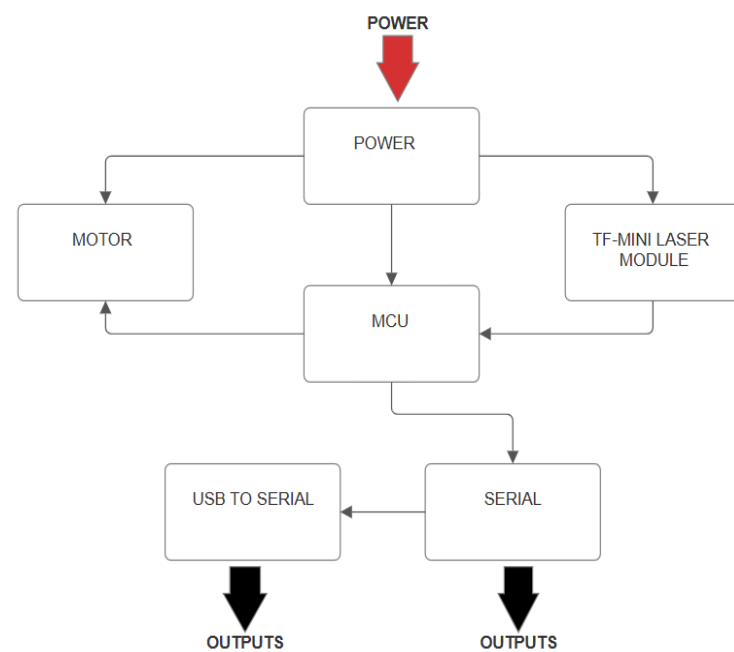 POWER
POWER
MOTOR
TF-MINI LASER
MODULE
MCU
USB TO SERIAL
SERIAL
OUTPUTS
OUTPUTS